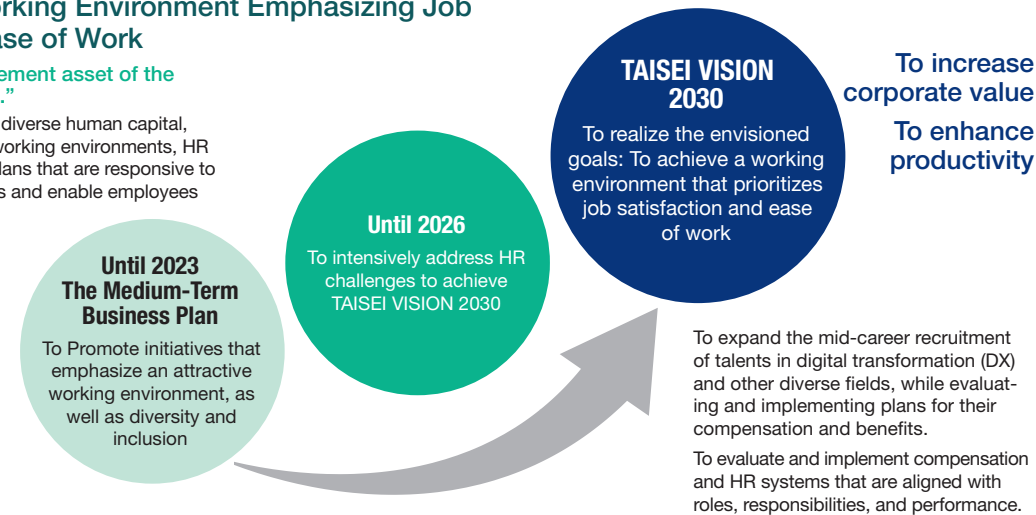 orking Environment Emphasizing Job
ase of Work
ement asset of the
.”
diverse human capital,
working environments, HR
lans that are responsive to
s and enable employees
Until 2023
The Medium-Term
Business Plan
To Promote initiatives that
emphasize an attractive
working environment, as
well as diversity and
inclusion
Until 2026
To intensively address HR
challenges to achieve
TAISEI VISION 2030
TAISEI VISION
2030
To realize the envisioned
goals: To achieve a working
environment that prioritizes
job satisfaction and ease
of work
To increase
corporate value
To enhance
productivity
To expand the mid-career recruitment
of talents in digital transformation (DX)
and other diverse fields, while evaluat-
ing and implementing plans for their
compensation and benefits.
To evaluate and implement compensation
and HR systems that are aligned with
roles, responsibilities, and performance.